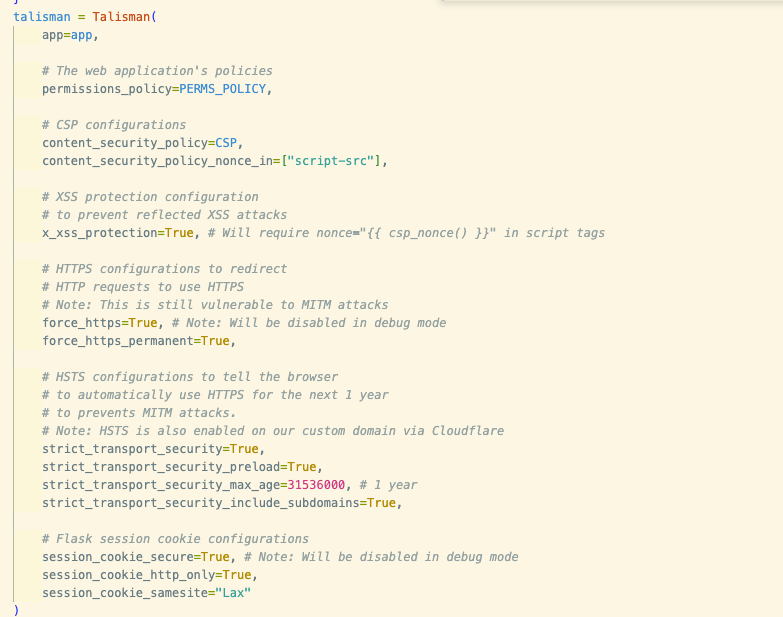 }
talisman = Talisman(
    app=app,

    # The web application's policies
    permissions_policy=PERMS_POLICY,

    # CSP configurations
    content_security_policy=CSP,
    content_security_policy_nonce_in=["script-src"],

    # XSS protection configuration
    # to prevent reflected XSS attacks
    x_xss_protection=True, # Will require nonce="{{ csp_nonce() }}" in script tags

    # HTTPS configurations to redirect
    # HTTP requests to use HTTPS
    # Note: This is still vulnerable to MITM attacks
    force_https=True, # Note: Will be disabled in debug mode
    force_https_permanent=True,

    # HSTS configurations to tell the browser
    # to automatically use HTTPS for the next 1 year
    # to prevents MITM attacks.
    # Note: HSTS is also enabled on our custom domain via Cloudflare
    strict_transport_security=True,
    strict_transport_security_preload=True,
    strict_transport_security_max_age=31536000, # 1 year
    strict_transport_security_include_subdomains=True,

    # Flask session cookie configurations
    session_cookie_secure=True, # Note: Will be disabled in debug mode
    session_cookie_http_only=True,
    session_cookie_samesite="Lax"
)